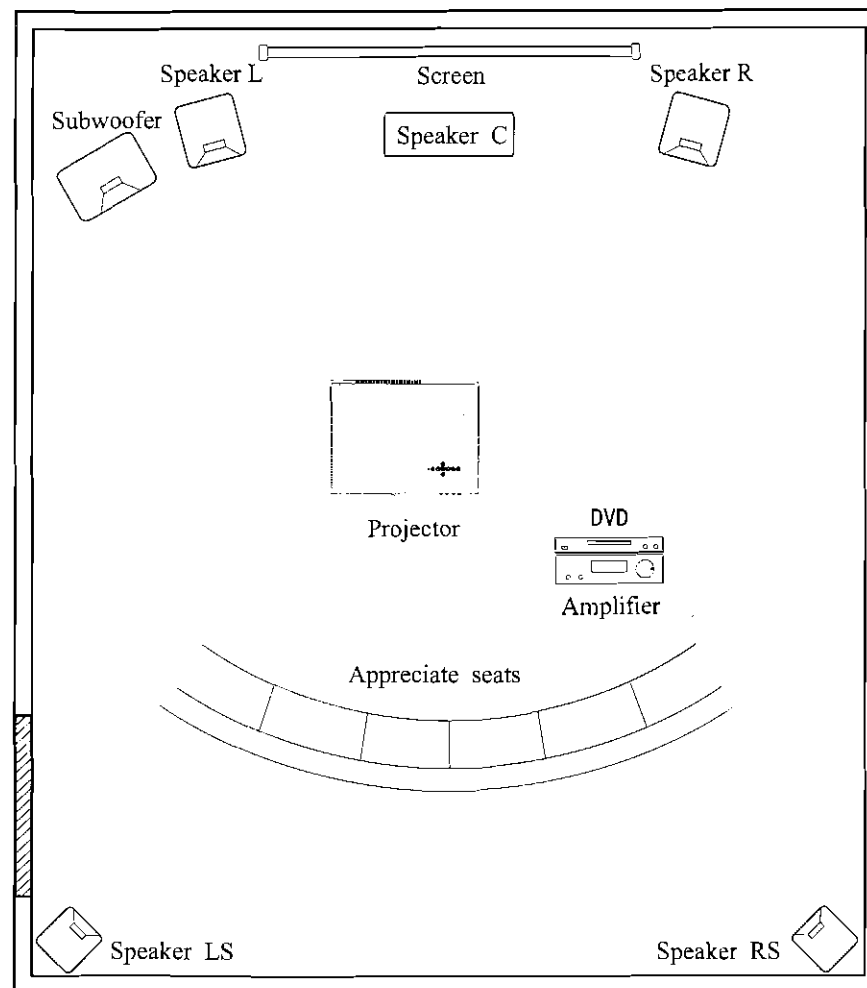 Screen
Speaker L
Speaker R
Subwoofer
Speaker C
Projector
DVD
Amplifier
Appreciate seats
Speaker LS
Speaker RS